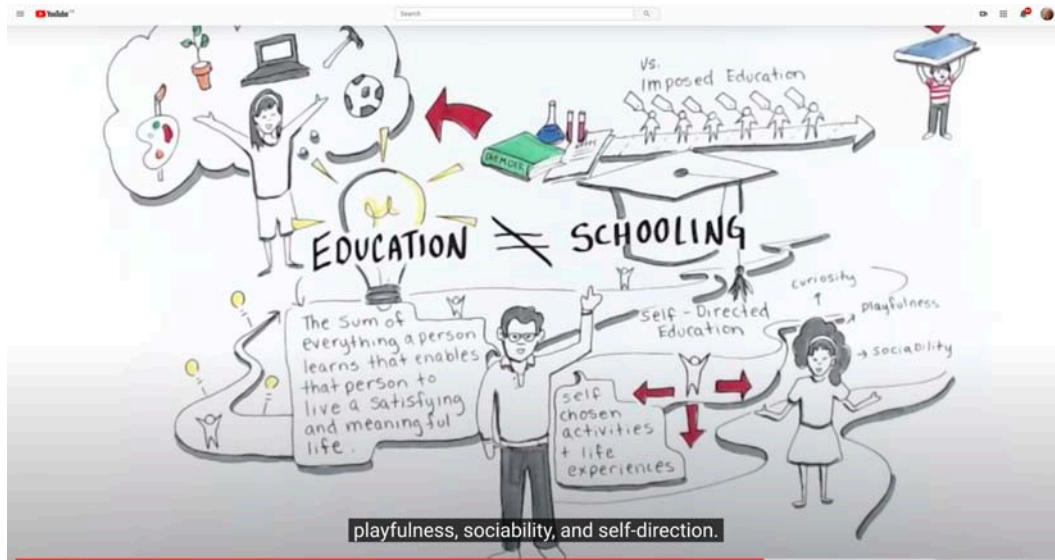 YouTube
Search
vs.
Imposed Education
EDUCATION ≠ SCHOOLING
The sum of
everything a person
learns that enables
that person to
live a satisfying
and meaningful
life.
Self-Directed
Education
self
chosen
activities
+ life
experiences
curiosity
playfulness
sociability
playfulness, sociability, and self-direction.